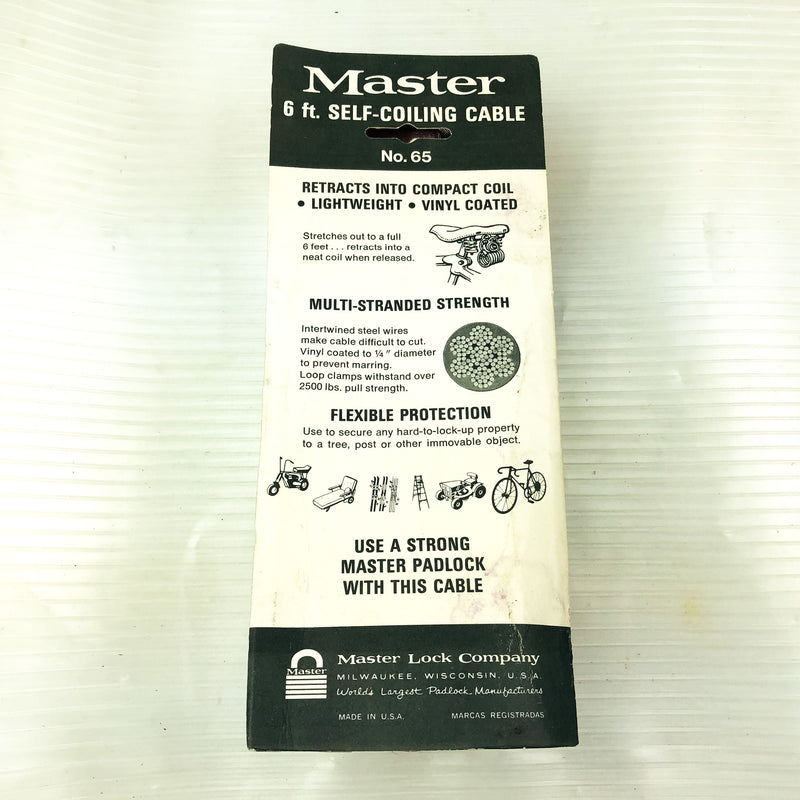 Master
6 ft. SELF-COILING CABLE
No. 65
RETRACTS INTO COMPACT COIL
• LIGHTWEIGHT • VINYL COATED
Stretches out to a full
6 feet . . . retracts into a
neat coil when released.
MULTI-STRANDED STRENGTH
Intertwined steel wires
make cable difficult to cut.
Vinyl coated to ¼" diameter
to prevent marring.
Loop clamps withstand over
2500 lbs. pull strength.
FLEXIBLE PROTECTION
Use to secure any hard-to-lock-up property
to a tree, post or other immovable object.
USE A STRONG
MASTER PADLOCK
WITH THIS CABLE
Master
Master Lock Company
MILWAUKEE, WISCONSIN, U.S.A.
World's Largest Padlock Manufacturers
MADE IN U.S.A. MARCAS REGISTRADAS